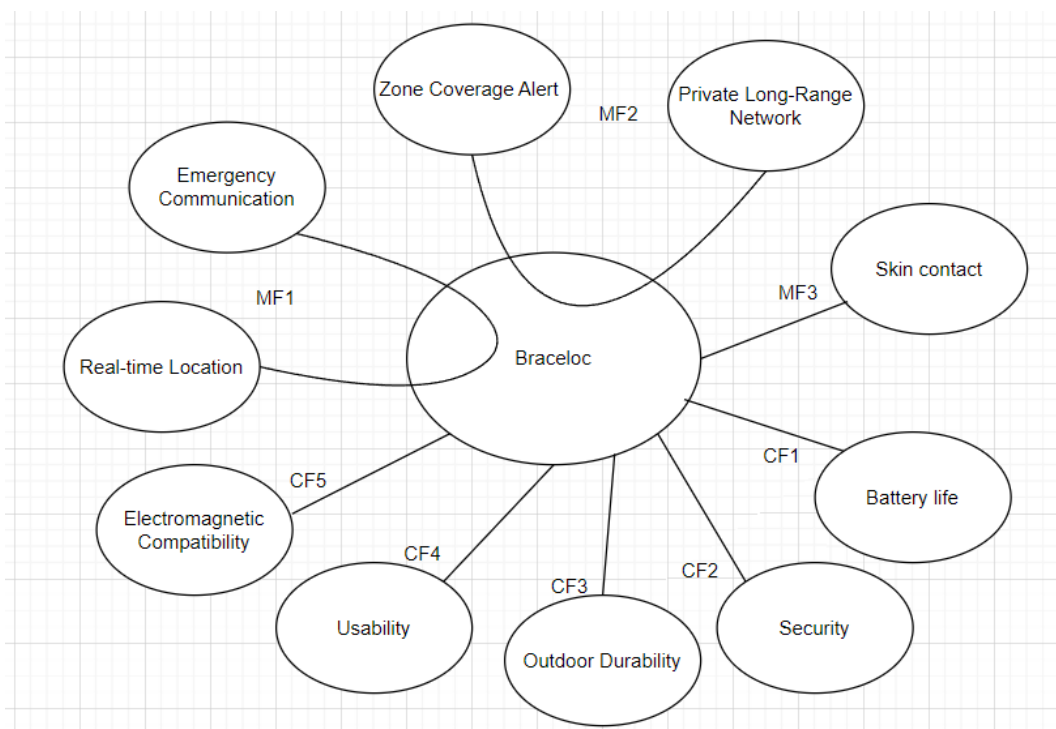 Zone Coverage Alert
Private Long-Range
Network
MF2
Emergency
Communication
Skin contact
MF3
MF1
Braceloc
Real-time Location
CF1
CF5
Battery life
Electromagnetic
Compatibility
CF4
CF2
CF3
Usability
Security
Outdoor Durability